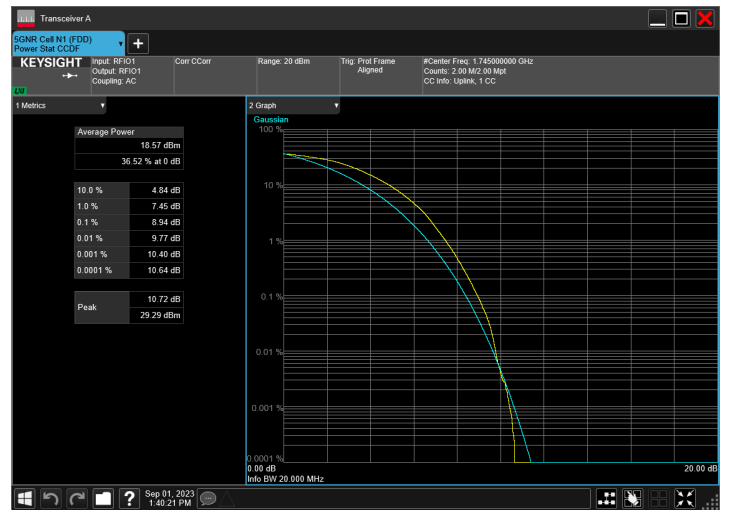 Transceiver A
5GNR Cell N1 (FDD)
Power Stat CCDF
KEYSIGHT
LXI
Input: RFIO1
Output: RFIO1
Coupling: AC
Corr CCorr
Range: 20 dBm
Trig: Prot Frame
Aligned
#Center Freq: 1.745000000 GHz
Counts: 2.00 M/2.00 Mpt
CC Info: Uplink, 1 CC
1 Metrics
Average Power
18.57 dBm
36.52 % at 0 dB
10.0 % 4.84 dB
1.0 % 7.45 dB
0.1 % 8.94 dB
0.01 % 9.77 dB
0.001 % 10.40 dB
0.0001 % 10.64 dB
Peak
10.72 dB
29.29 dBm
2 Graph
Gaussian
100 %
10 %
1 %
0.1 %
0.01 %
0.001 %
0.0001 %
0.00 dB
20.00 dB
Info BW 20.000 MHz
?
Sep 01, 2023
1:40:21 PM